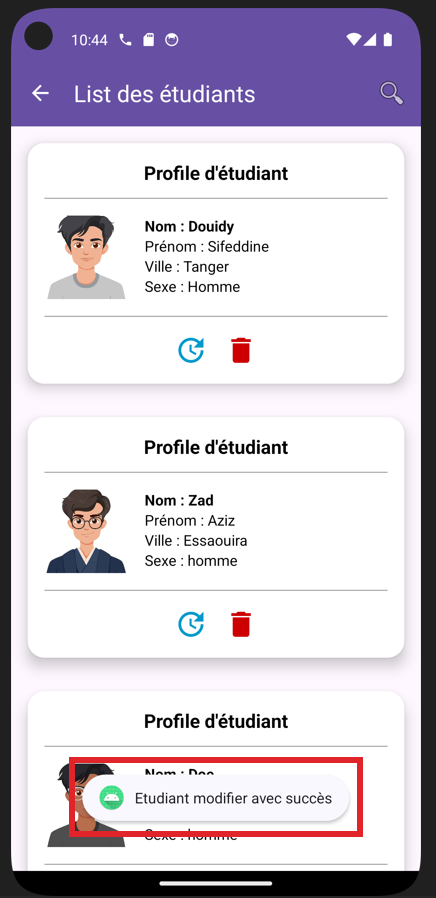 10:44
List des étudiants
Profile d'étudiant
Nom : Douidy
Prénom : Sifeddine
Ville : Tanger
Sexe : Homme
Profile d'étudiant
Nom : Zad
Prénom : Aziz
Ville : Essaouira
Sexe : homme
Profile d'étudiant
Nom : Doe
Etudiant modifier avec succès
Sexe : homme